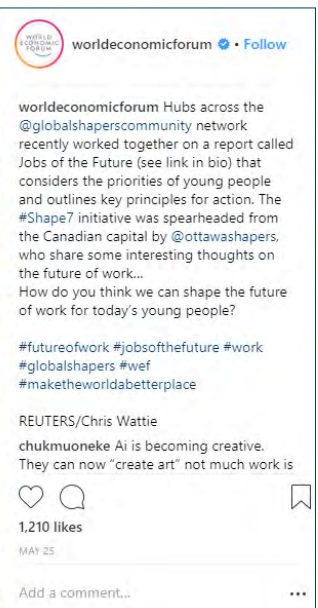 WORLD
ECONOMIC
FORUM
worldeconomicforum • Follow
worldeconomicforum Hubs across the
@globalshaperscommunity network
recently worked together on a report called
Jobs of the Future (see link in bio) that
considers the priorities of young people
and outlines key principles for action. The
#Shape7 initiative was spearheaded from
the Canadian capital by @ottawashapers,
who share some interesting thoughts on
the future of work...
How do you think we can shape the future
of work for today's young people?
#futureofwork #jobsofthefuture #work
#globalshapers #wef
#maketheworldabetterplace
REUTERS/Chris Wattie
chukmuoneke Ai is becoming creative.
They can now "create art" not much work is
1,210 likes
MAY 25
Add a comment...